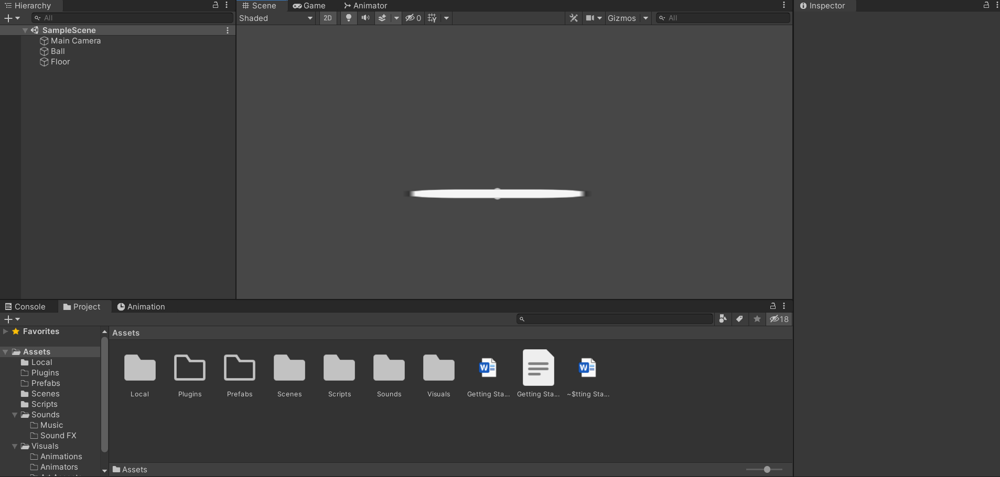 Hierarchy
All
SampleScene
Main Camera
Ball
Floor
Scene
Game
Animator
Shaded
2D
0
Gizmos
All
Inspector
Console
Project
Animation
18
Favorites
Assets
Local
Plugins
Prefabs
Scenes
Scripts
Sounds
Music
Sound FX
Visuals
Animations
Animators
Assets
Local
Plugins
Prefabs
Scenes
Scripts
Sounds
Visuals
Getting Sta...
Getting Sta...
~$tting Sta...
Assets